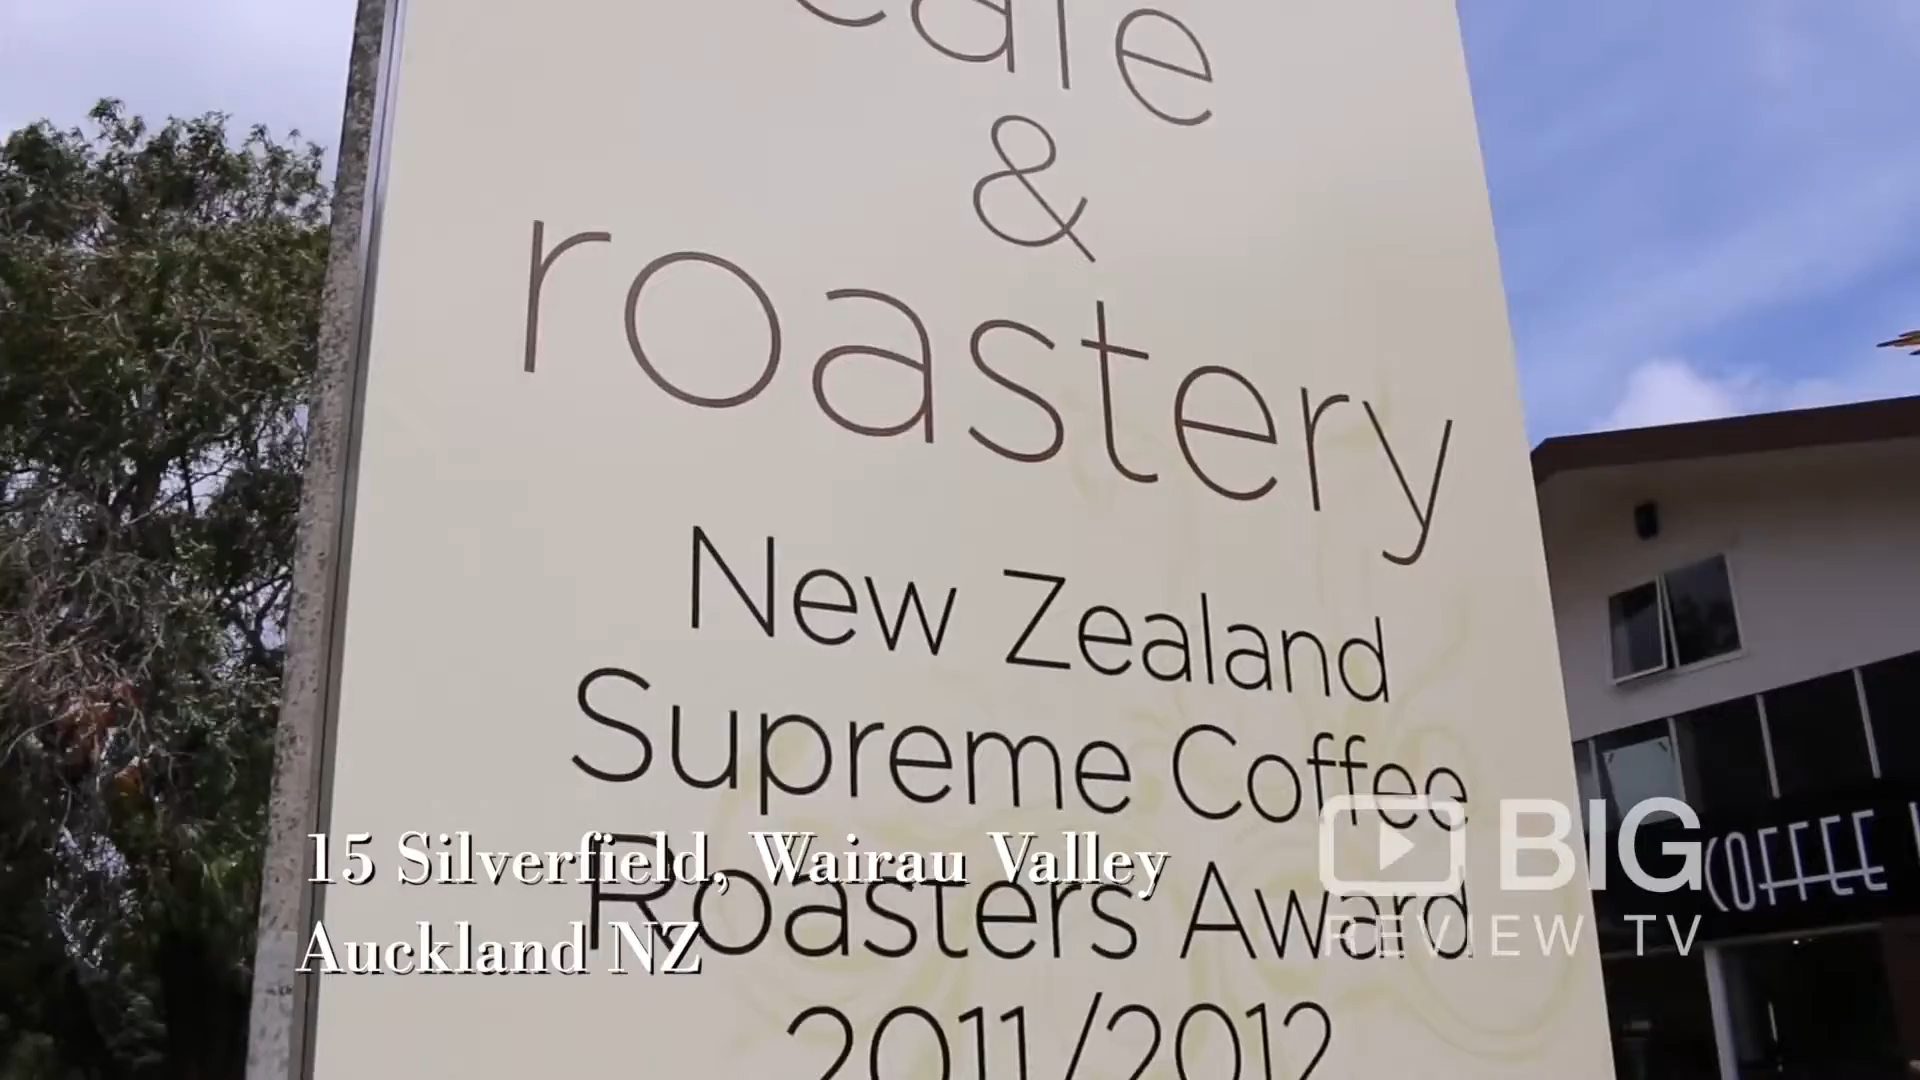 cafe
&
roastery
New Zealand
Supreme Coffee
Roasters Award
2011/2012
15 Silverfield, Wairau Valley
Auckland NZ
BIG
REVIEW TV
COFFEE